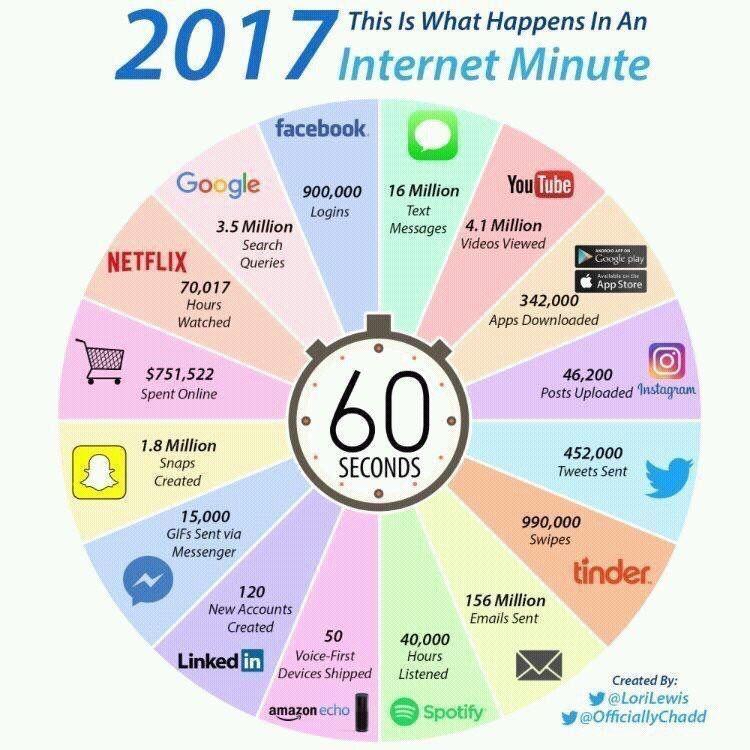 2017
This Is What Happens In An
Internet Minute
facebook
900,000
Logins
16 Million
Text
Messages
YouTube
4.1 Million
Videos Viewed
ANDROID APP ON
Google play
Available on the
App Store
342,000
Apps Downloaded
46,200
Posts Uploaded
Instagram
452,000
Tweets Sent
990,000
Swipes
tinder
156 Million
Emails Sent
40,000
Hours
Listened
Spotify
50
Voice-First
Devices Shipped
amazon echo
120
New Accounts
Created
Linked in
15,000
GIFs Sent via
Messenger
1.8 Million
Snaps
Created
$751,522
Spent Online
NETFLIX
70,017
Hours
Watched
Google
3.5 Million
Search
Queries
60
SECONDS
Created By:
@LoriLewis
@OfficiallyChadd